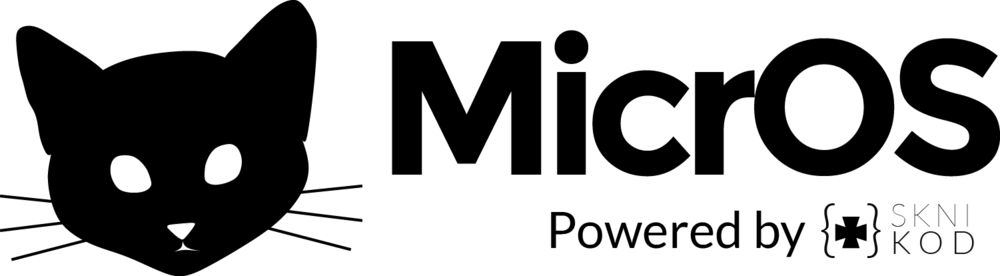 MicrOS
Powered by {✠} SKNI
KOD